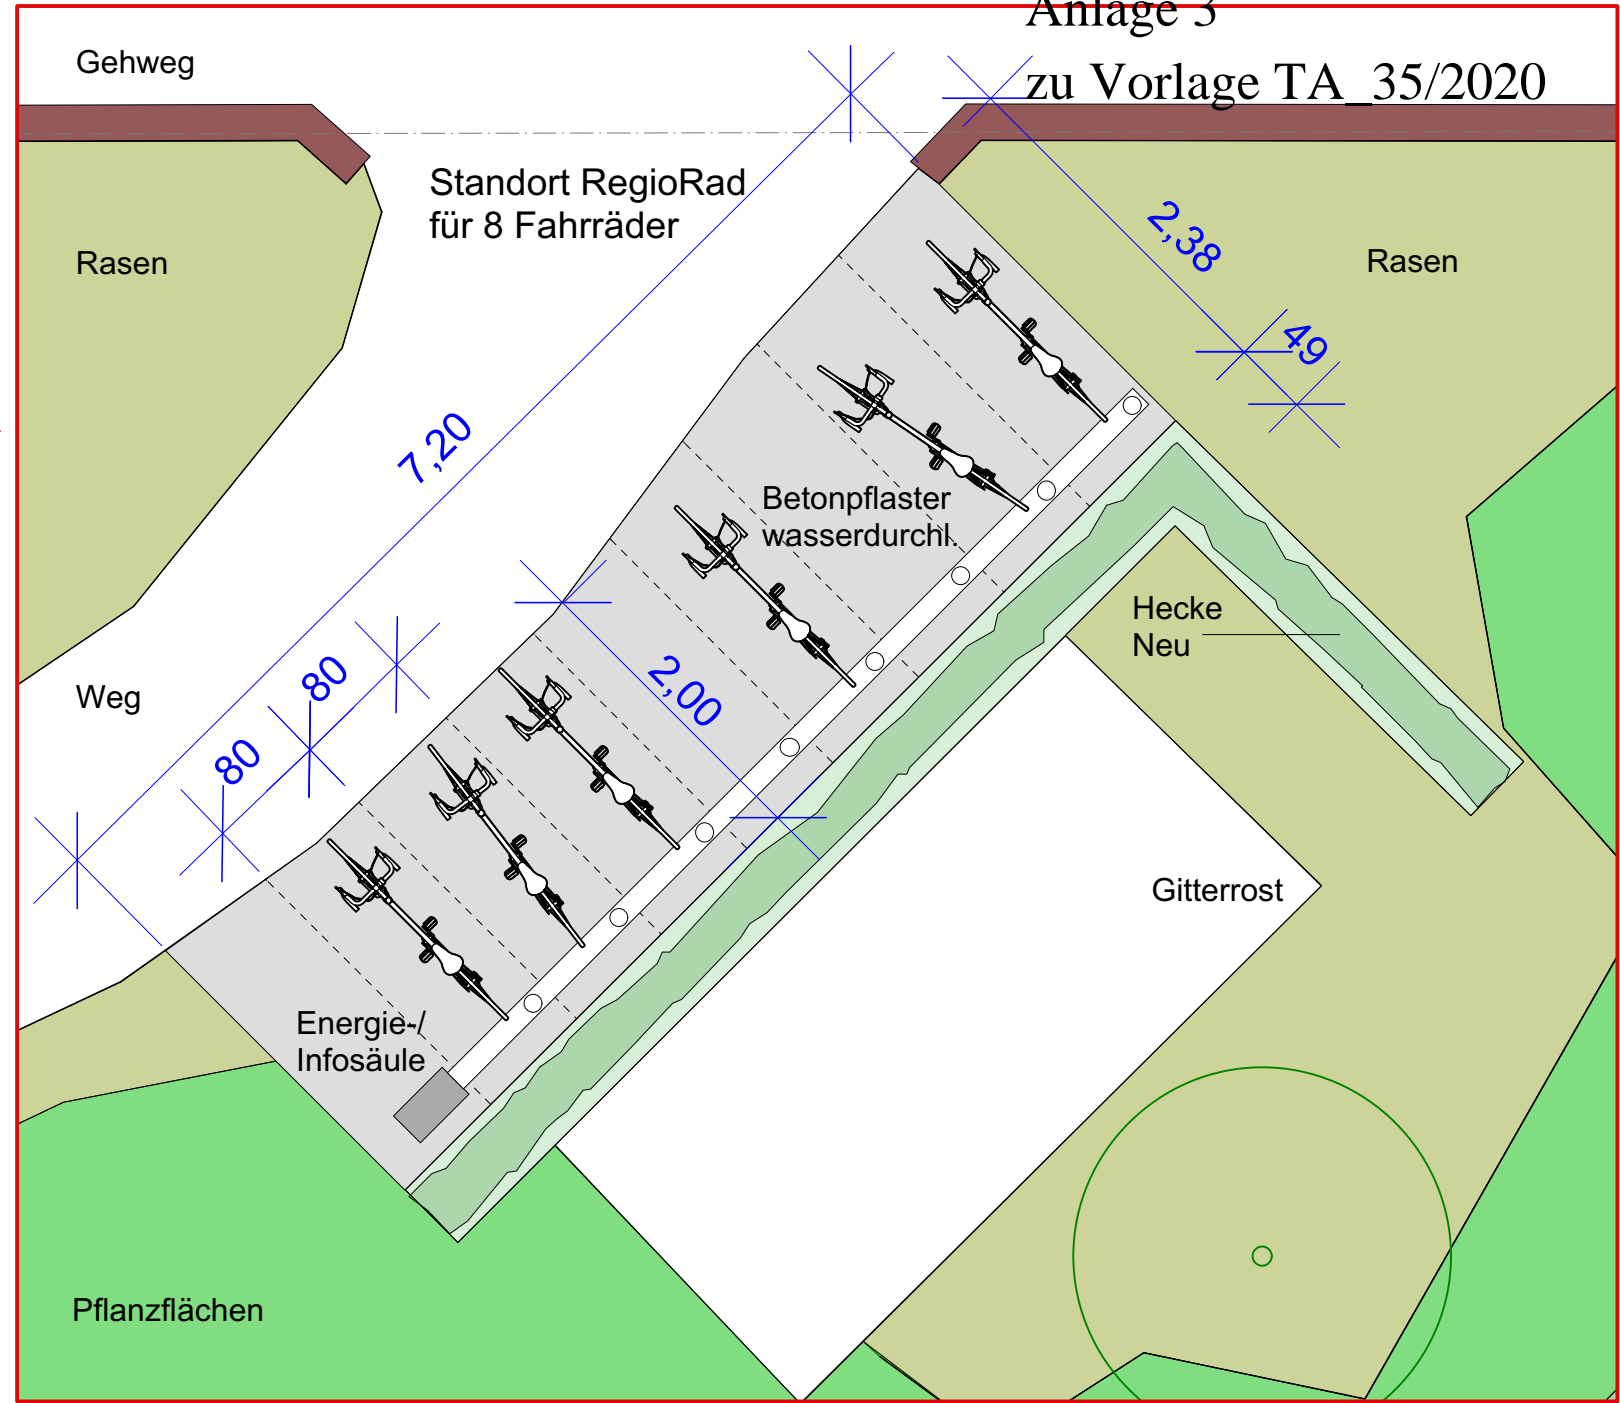 Anlage 3
zu Vorlage TA_35/2020
Gehweg
Standort RegioRad
für 8 Fahrräder
Rasen
Rasen
2,38
49
7,20
Betonpflaster
wasserdurchl.
Hecke
Neu
2,00
80
80
Weg
Gitterrost
Energie-/
Infosäule
Pflanzflächen